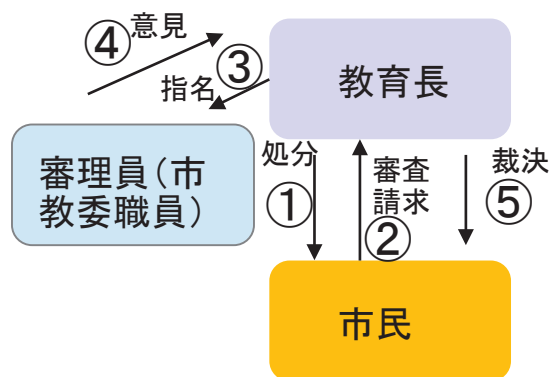 ④意見
指名③
教育長
審理員（市
教委職員）
処分
①
審査
請求
②
裁決
⑤
市民